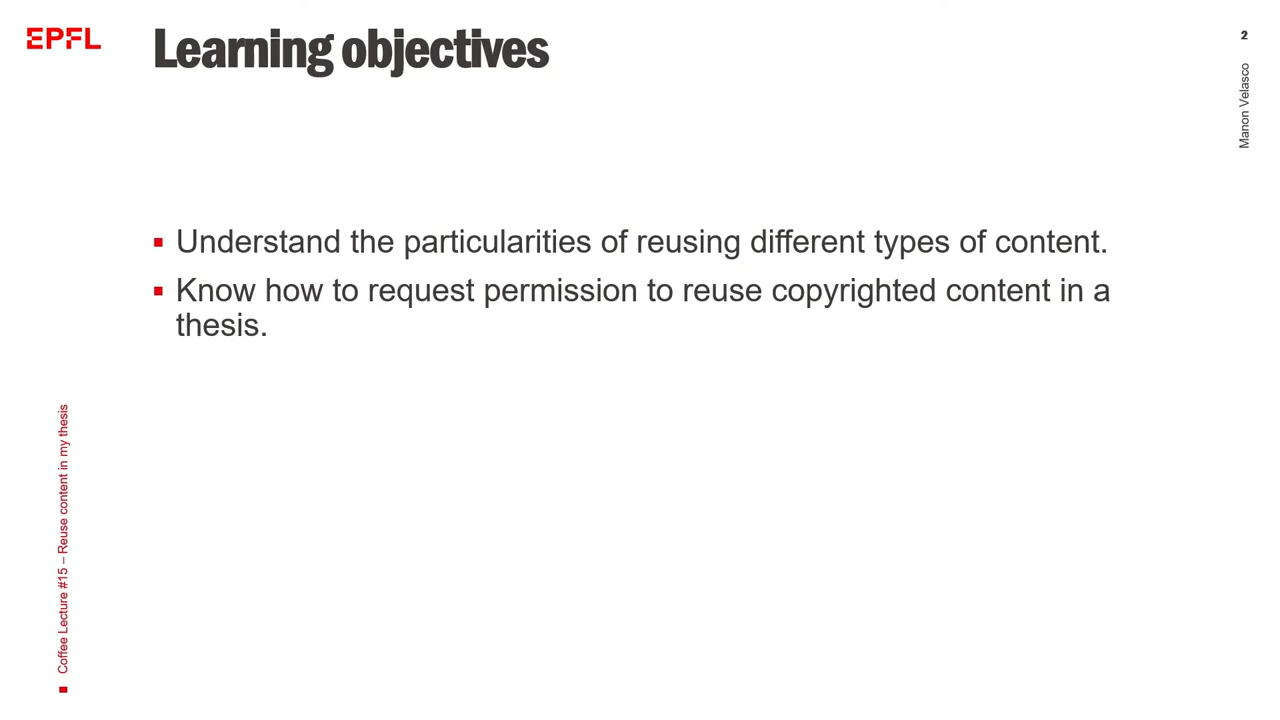 EPFL
Learning objectives
2
Manon Velasco
▪ Understand the particularities of reusing different types of content.
▪ Know how to request permission to reuse copyrighted content in a
thesis.
Coffee Lecture #15 – Reuse content in my thesis